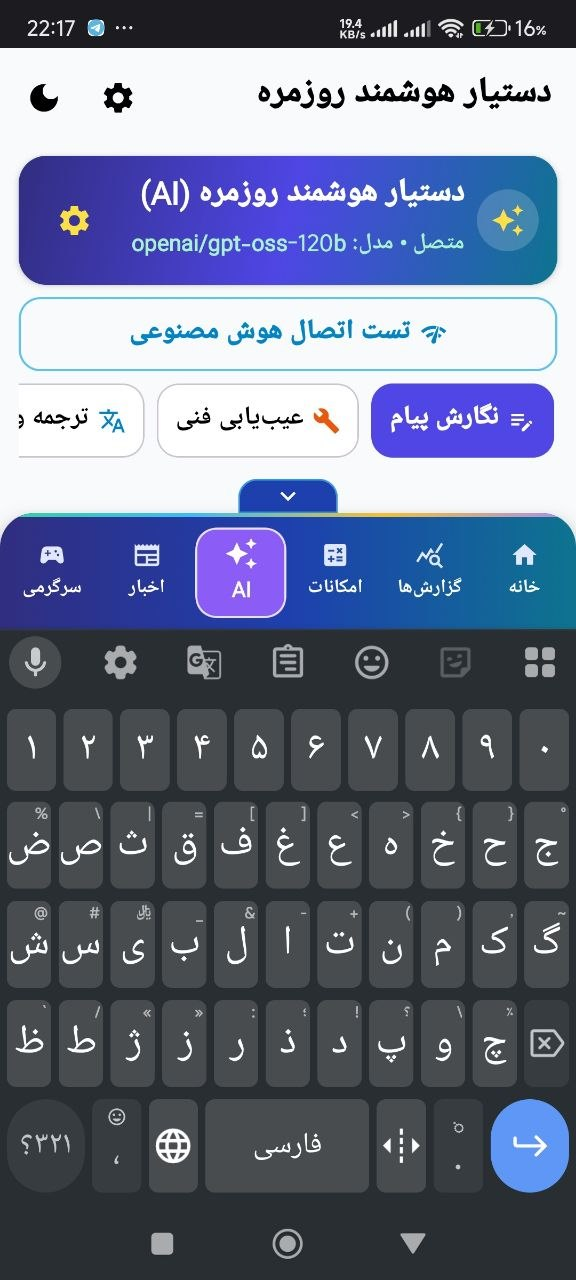 22:17 ... 19.4 KB/s 16%
دستیار هوشمند روزمره
دستیار هوشمند روزمره (AI)
متصل • مدل: openai/gpt-oss-120b
تست اتصال هوش مصنوعی
نگارش پیام
عیب‌یابی فنی
ترجمه و
خانه
گزارش‌ها
امکانات
AI
اخبار
سرگرمی
۱ ۲ ۳ ۴ ۵ ۶ ۷ ۸ ۹ ۰
% \ | = [ ] < > { } °
ض ص ث ق ف غ ع ه خ ح ج
@ # ﷼ _ & - + ( ) ، ~
ش س ی ب ل ا ت ن م ک گ
` / « » : ؛ ! ؟ \ ٪
ظ ط ژ ز ر ذ د پ و چ
۳۲۱؟ ، فارسی .